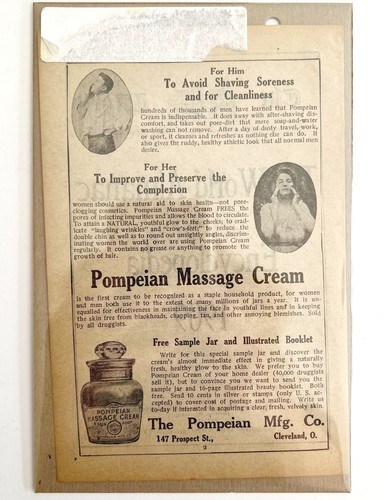 For Him
To Avoid Shaving Soreness
and for Cleanliness
hundreds of thousands of men have learned that Pompeian
Cream is indispensable. It does away with after-shaving dis-
comfort, and takes out pore-dirt that mere soap-and-water
washing can not remove. After a day of dusty travel, work,
or sport, it cleanses and refreshes as nothing else can do. It
also gives the ruddy, healthy athletic look that all normal men
desire.
For Her
To Improve and Preserve the
Complexion
women should use a natural aid to skin health—not pore-
clogging cosmetics. Pompeian Massage Cream FREES the
pores of infecting impurities and allows the blood to circulate.
To attain a NATURAL, youthful glow to the cheeks; to erad-
icate "laughing wrinkles" and "crow's-feet;" to reduce the
double chin as well as to round out unsightly angles, discrim-
inating women the world over are using Pompeian Cream
regularly. It contains no grease or anything to promote the
growth of hair.
Pompeian Massage Cream
is the first cream to be recognized as a staple household product, for women
and men both use it to the extent of many millions of jars a year. It is un-
equalled for effectiveness in maintaining the face in youthful lines and in keeping
the skin free from blackheads, chapping, tan, and other annoying blemishes. Sold
by all druggists.
Free Sample Jar and Illustrated Booklet
Write for this special sample jar and discover the
cream's almost immediate effect in giving a naturally
fresh, healthy glow to the skin. We prefer you to buy
Pompeian Cream of your home dealer (40,000 druggists
sell it), but to convince you we want to send you the
sample jar and 16-page illustrated beauty booklet. Both
free. Send 10 cents in silver or stamps (only U. S. ac-
cepted) to cover cost of postage and mailing. Write us
to-day if interested in acquiring a clear, fresh, velvety skin.
POMPEIAN
MASSAGE CREAM
The Pompeian Mfg. Co.
147 Prospect St., Cleveland, O.
2